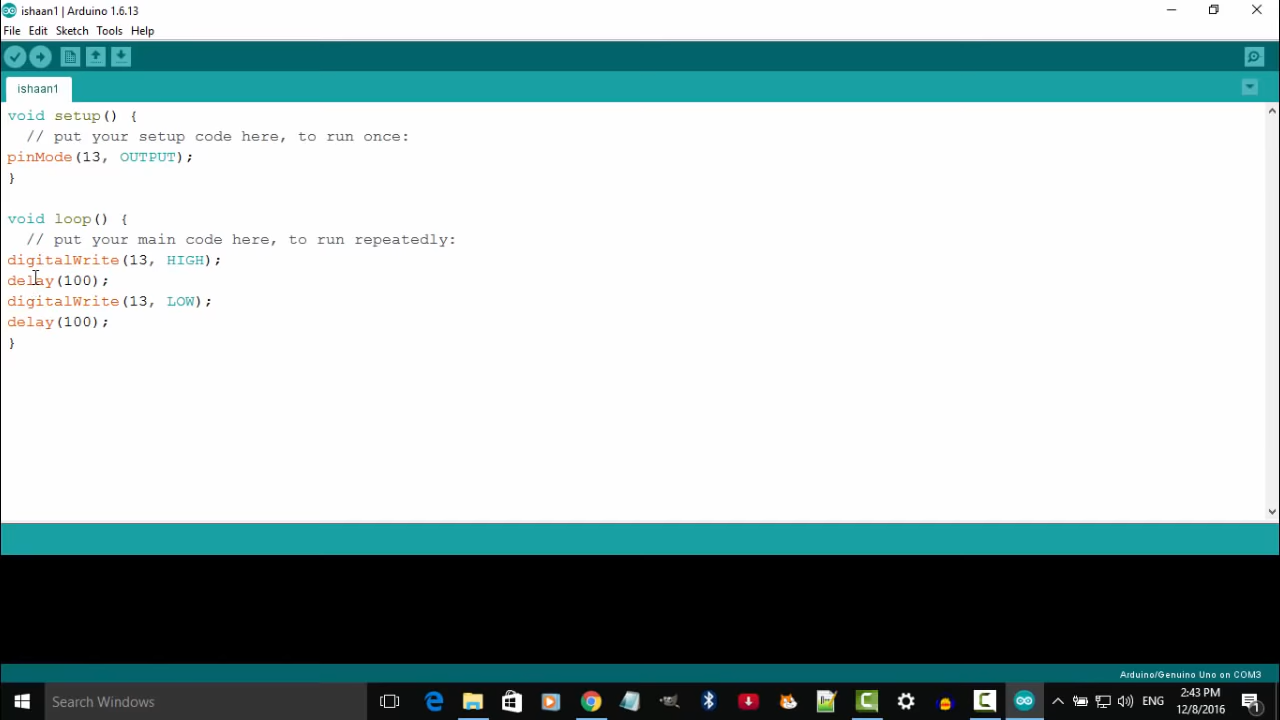 ishaan1 | Arduino 1.6.13
File Edit Sketch Tools Help
ishaan1
void setup() {
  // put your setup code here, to run once:
pinMode(13, OUTPUT);
}
void loop() {
  // put your main code here, to run repeatedly:
digitalWrite(13, HIGH);
delay(100);
digitalWrite(13, LOW);
delay(100);
}
Arduino/Genuino Uno on COM3
Search Windows
ENG
2:43 PM
12/8/2016
1